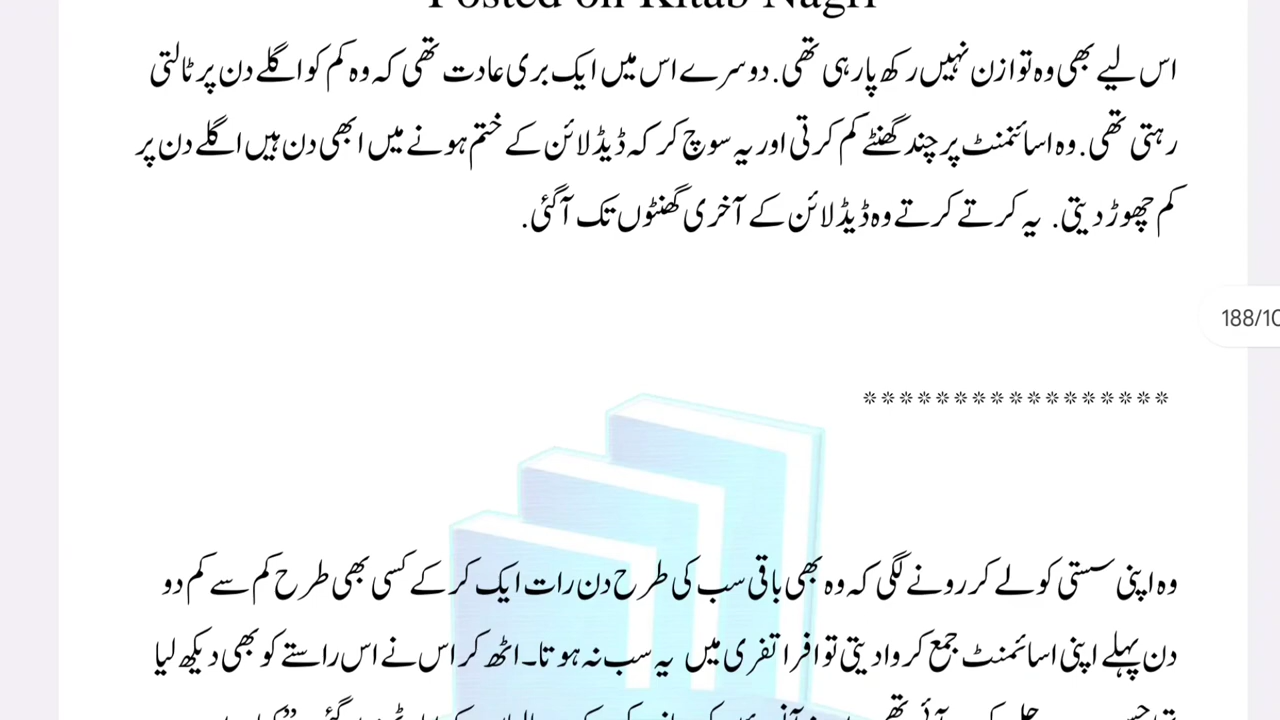 Posted on Kitab Nagri
اس لیے بھی وہ توازن نہیں رکھ پا رہی تھی. دوسرے اس میں ایک بری عادت تھی کہ وہ کم کو اگلے دن پر ٹالتی
رہتی تھی. وہ اسائنمنٹ پر چند گھنٹے کم کرتی اور یہ سوچ کر کہ ڈیڈ لائن کے ختم ہونے میں ابھی دن ہیں اگلے دن پر
کم چھوڑ دیتی. یہ کرتے کرتے وہ ڈیڈ لائن کے آخری گھنٹوں تک آگئی.
188/10
*****************
وہ اپنی سستی کو لے کر رونے لگی کہ وہ بھی باقی سب کی طرح دن رات ایک کر کے کسی بھی طرح کم سے کم دو
دن پہلے اپنی اسائمنٹ جمع کروا دیتی تو افراتفری میں یہ سب نہ ہوتا۔ اٹھ کر اس نے اس راستے کو بھی دیکھ لیا